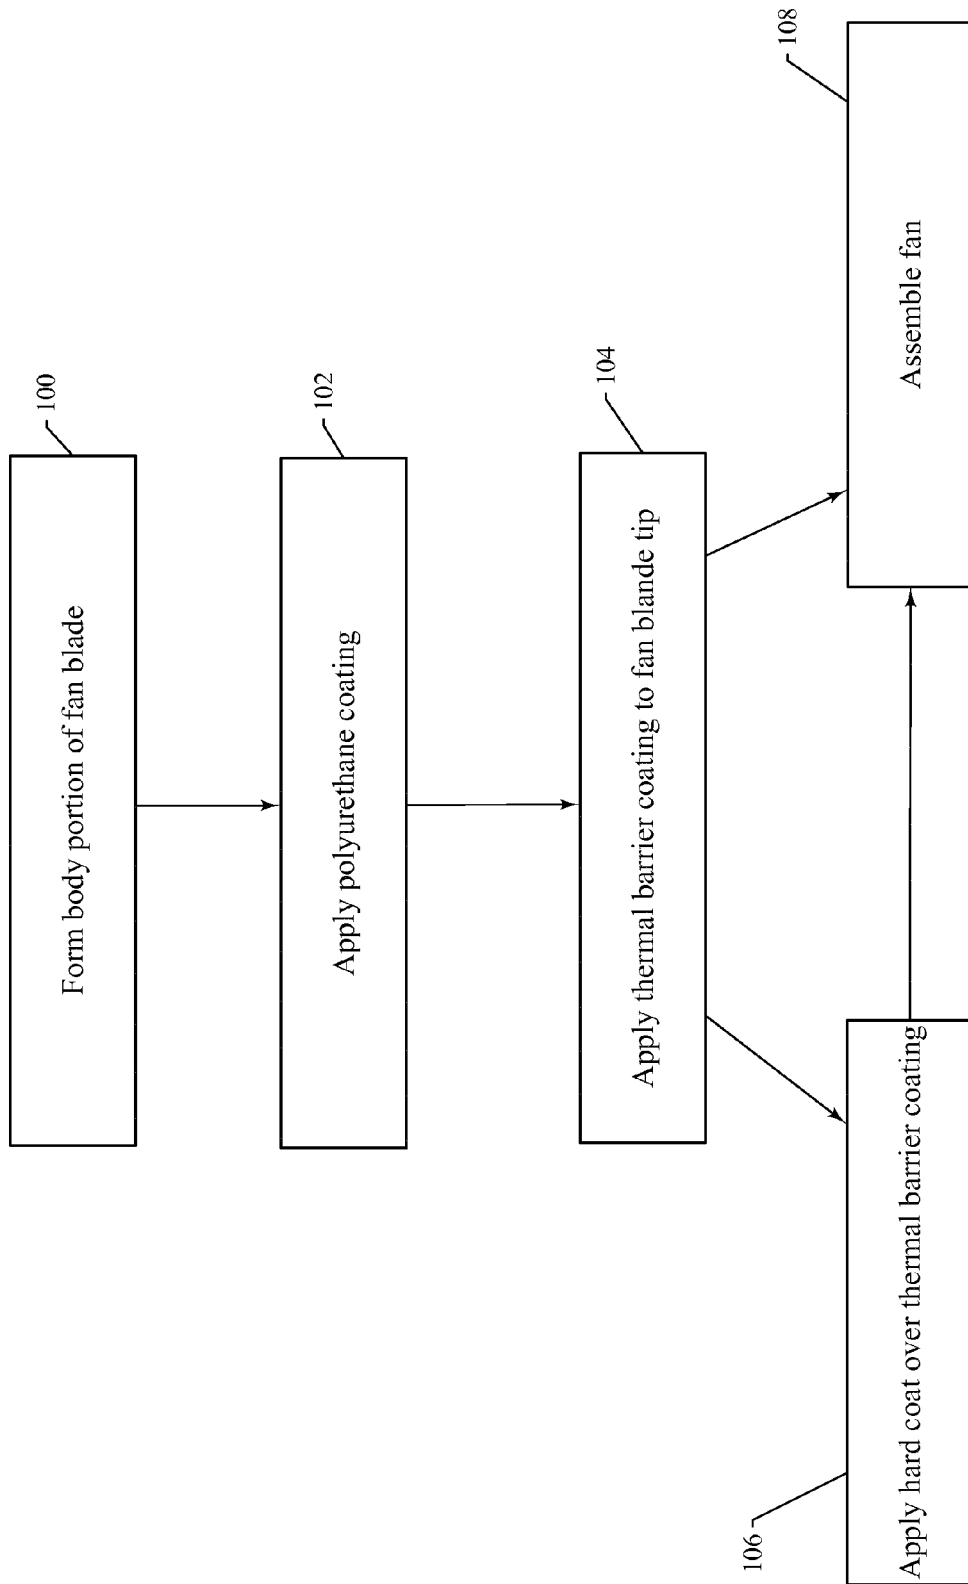 Form body portion of fan blade
100
Apply polyurethane coating
102
Apply thermal barrier coating to fan blande tip
104
Apply hard coat over thermal barrier coating
106
Assemble fan
108